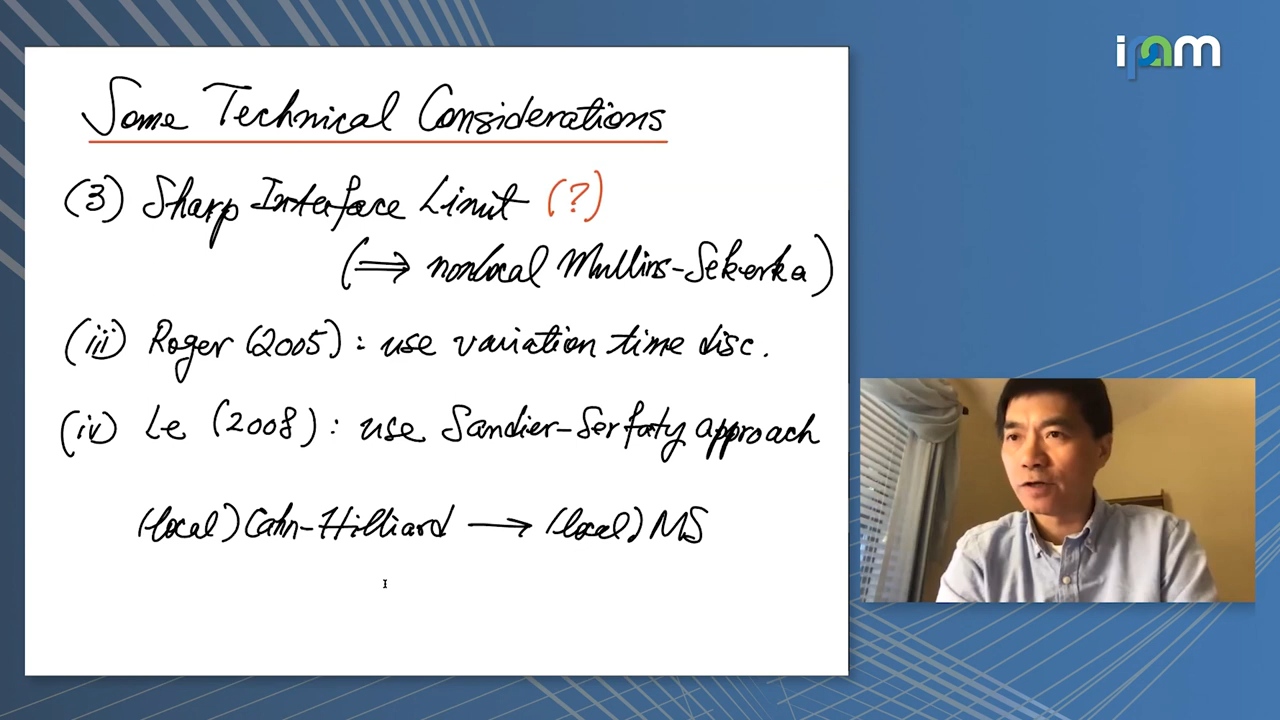 ipam
Some Technical Considerations
(3) Sharp Interface Limit (?)
(⟹ nonlocal Mullins-Sekerka)
(iii) Roger (2005) : use variation time disc.
(iv) Le (2008) : use Sandier-Serfaty approach
(local) Cahn-Hilliard ⟶ (local) MS